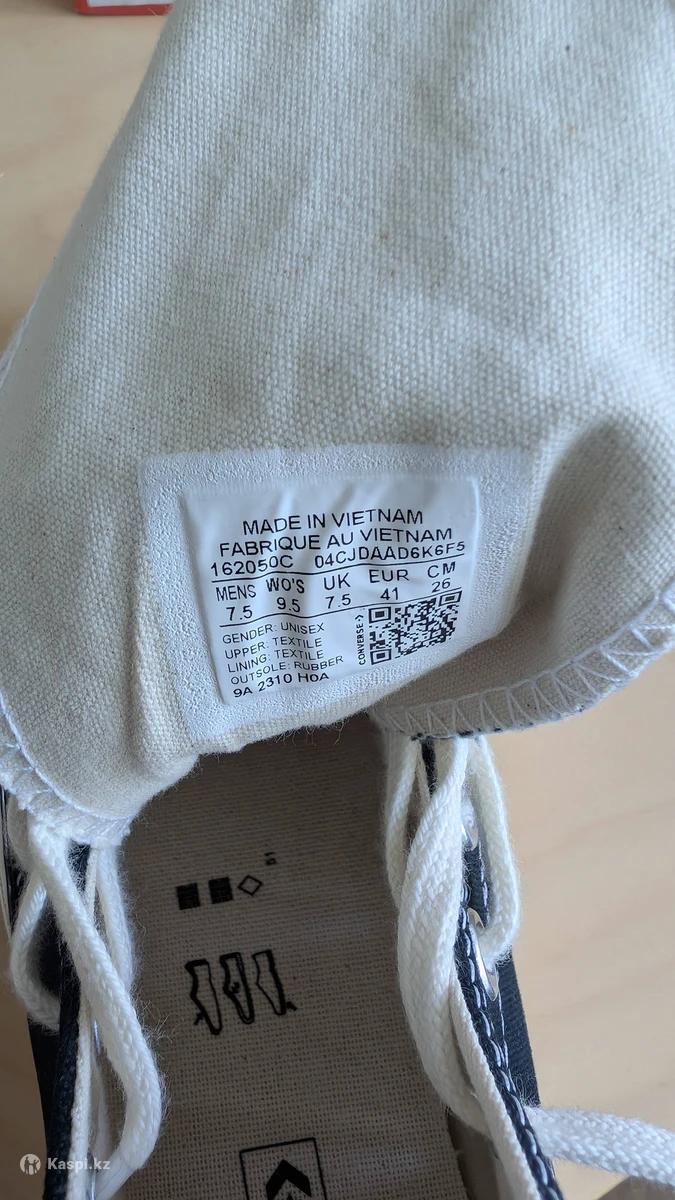 MADE IN VIETNAM
FABRIQUE AU VIETNAM
162050C 04CJDAAD6K6F5
MENS WO'S UK EUR CM
7.5 9.5 7.5 41 26
GENDER: UNISEX
UPPER: TEXTILE
LINING: TEXTILE
OUTSOLE: RUBBER
9A 2310 H0A
CONVERSE
Kaspi.kz